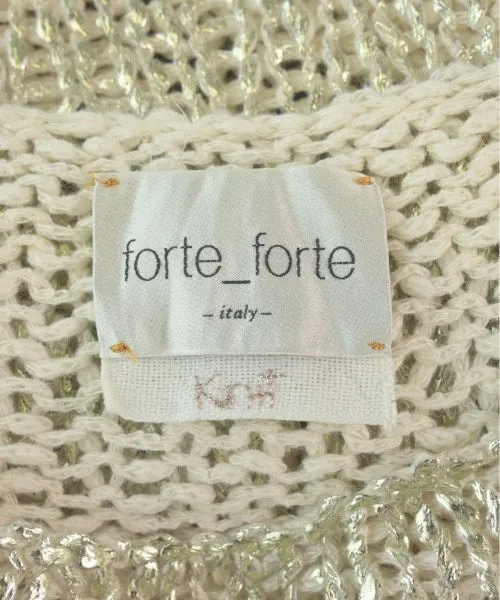 forte_forte
– italy –
Knit